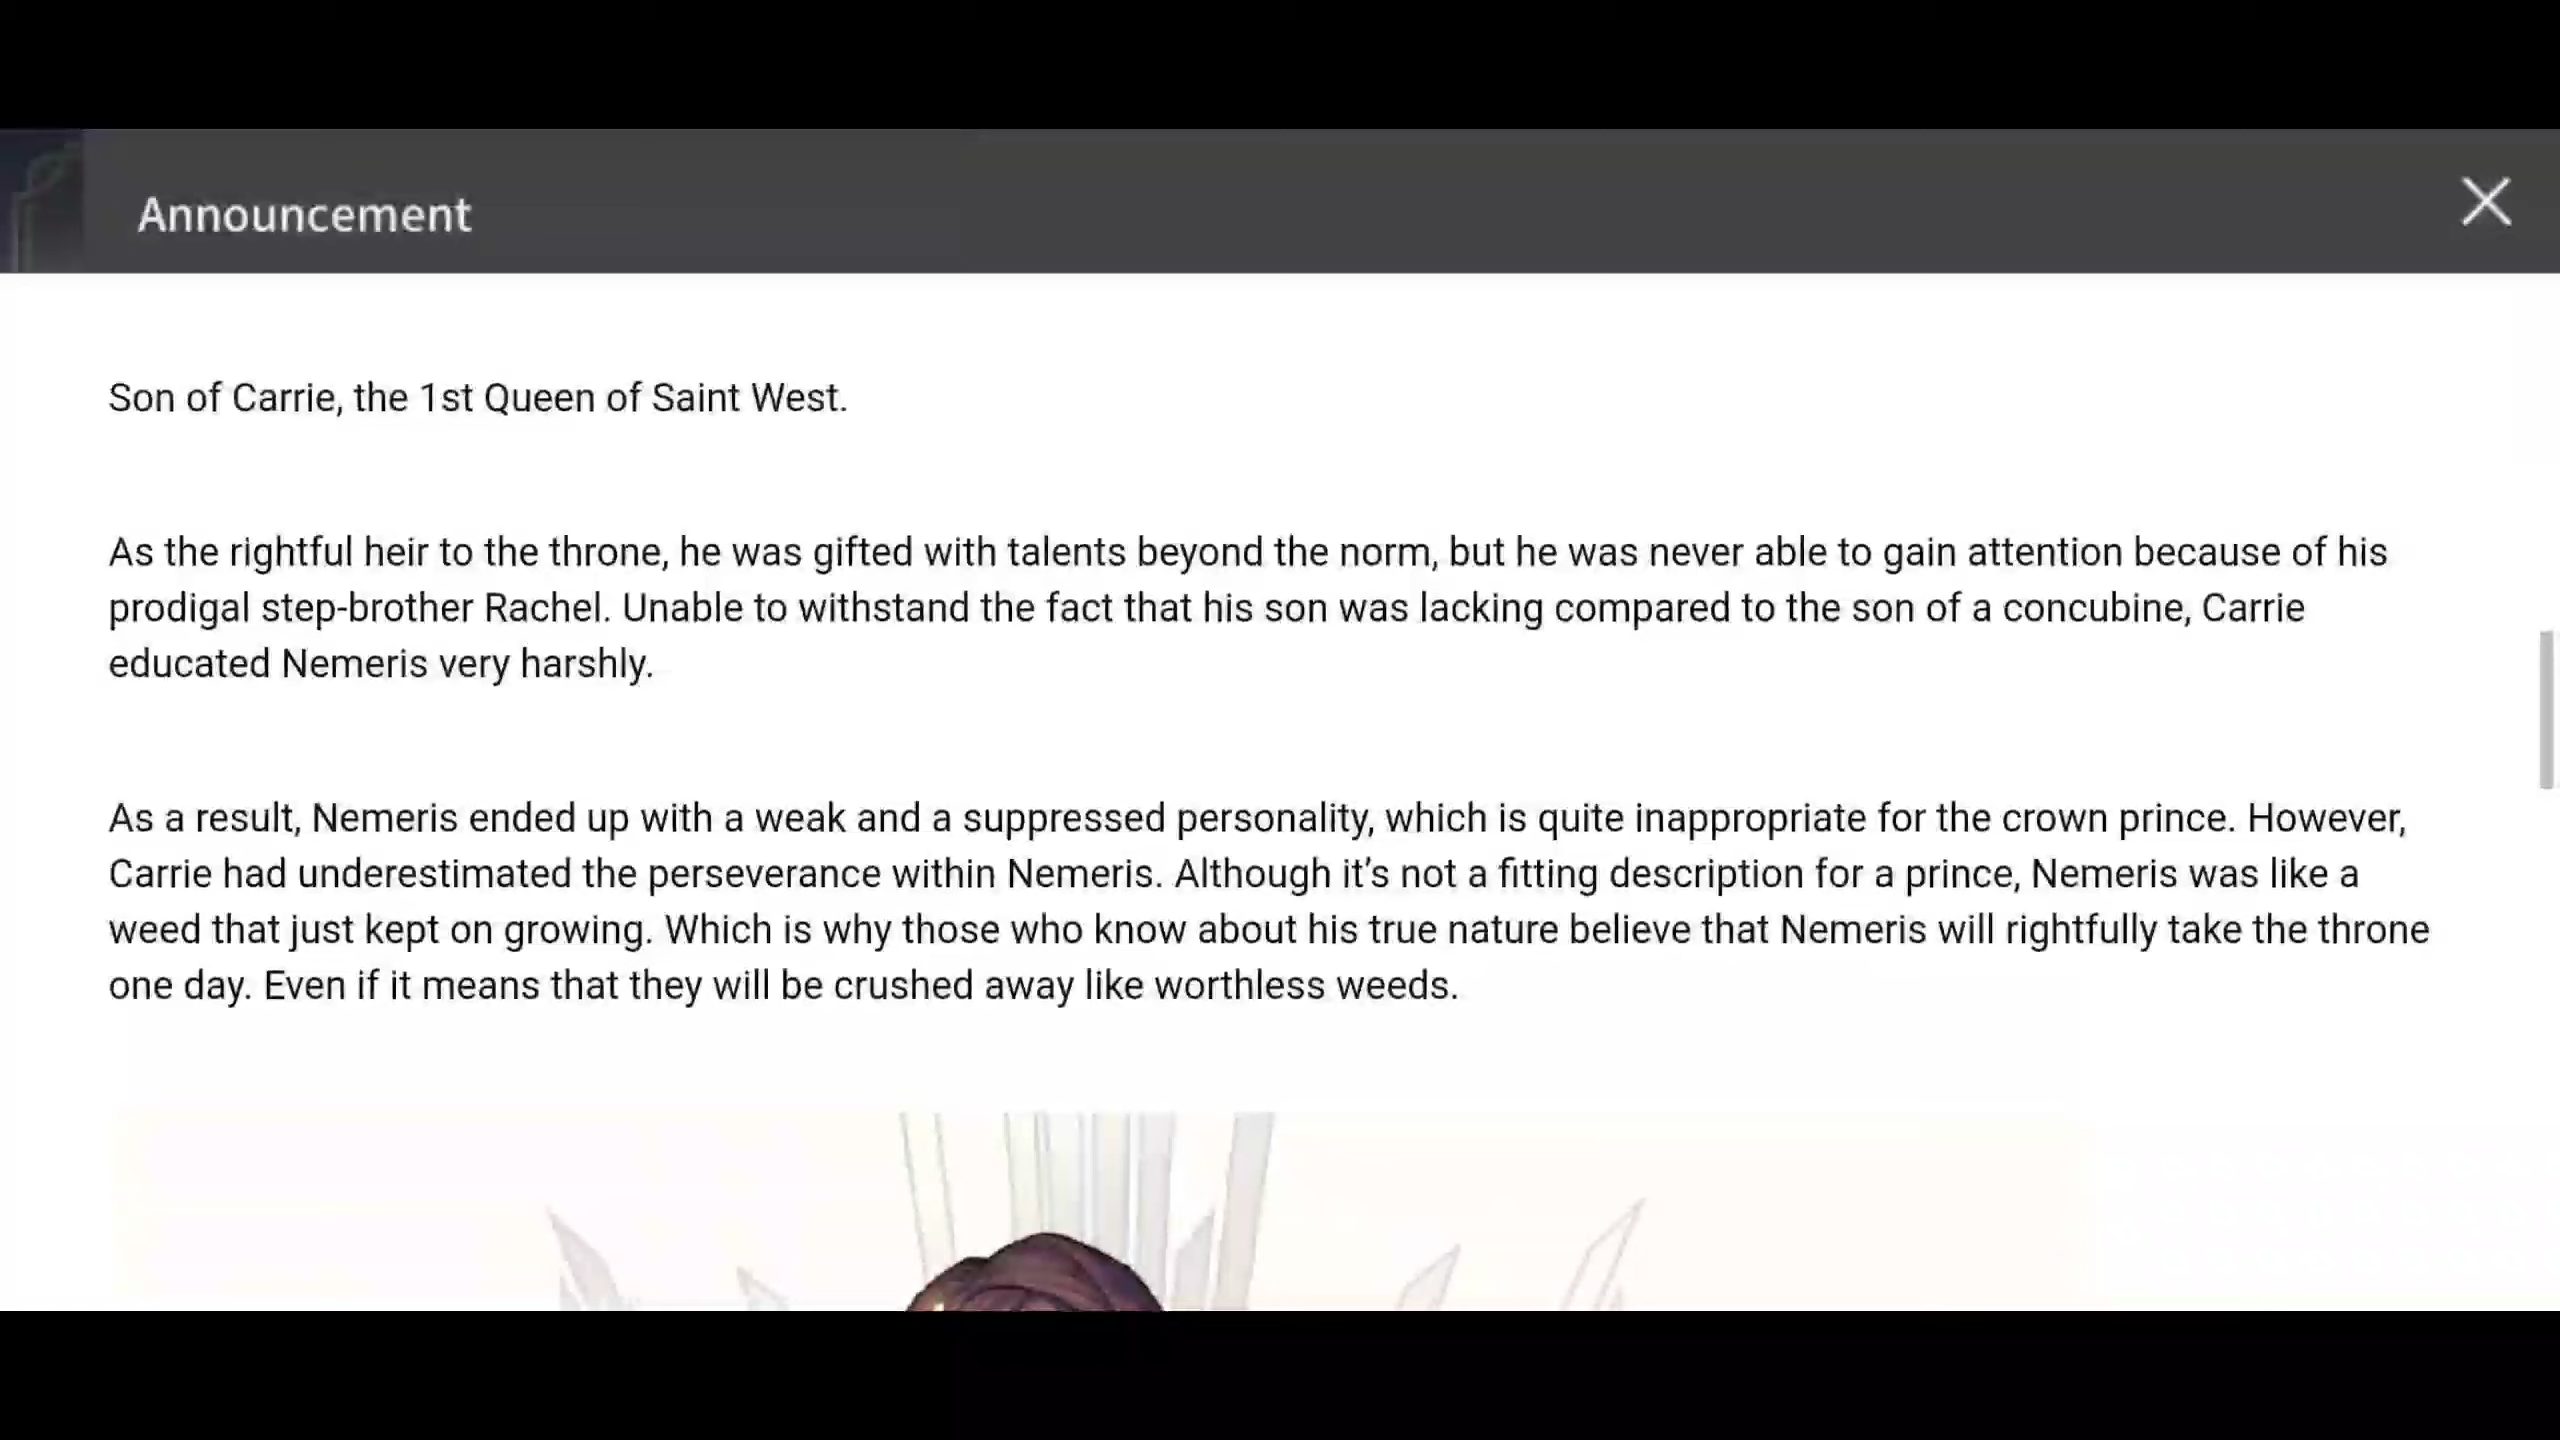 Announcement
Son of Carrie, the 1st Queen of Saint West.
As the rightful heir to the throne, he was gifted with talents beyond the norm, but he was never able to gain attention because of his
prodigal step-brother Rachel. Unable to withstand the fact that his son was lacking compared to the son of a concubine, Carrie
educated Nemeris very harshly.
As a result, Nemeris ended up with a weak and a suppressed personality, which is quite inappropriate for the crown prince. However,
Carrie had underestimated the perseverance within Nemeris. Although it’s not a fitting description for a prince, Nemeris was like a
weed that just kept on growing. Which is why those who know about his true nature believe that Nemeris will rightfully take the throne
one day. Even if it means that they will be crushed away like worthless weeds.